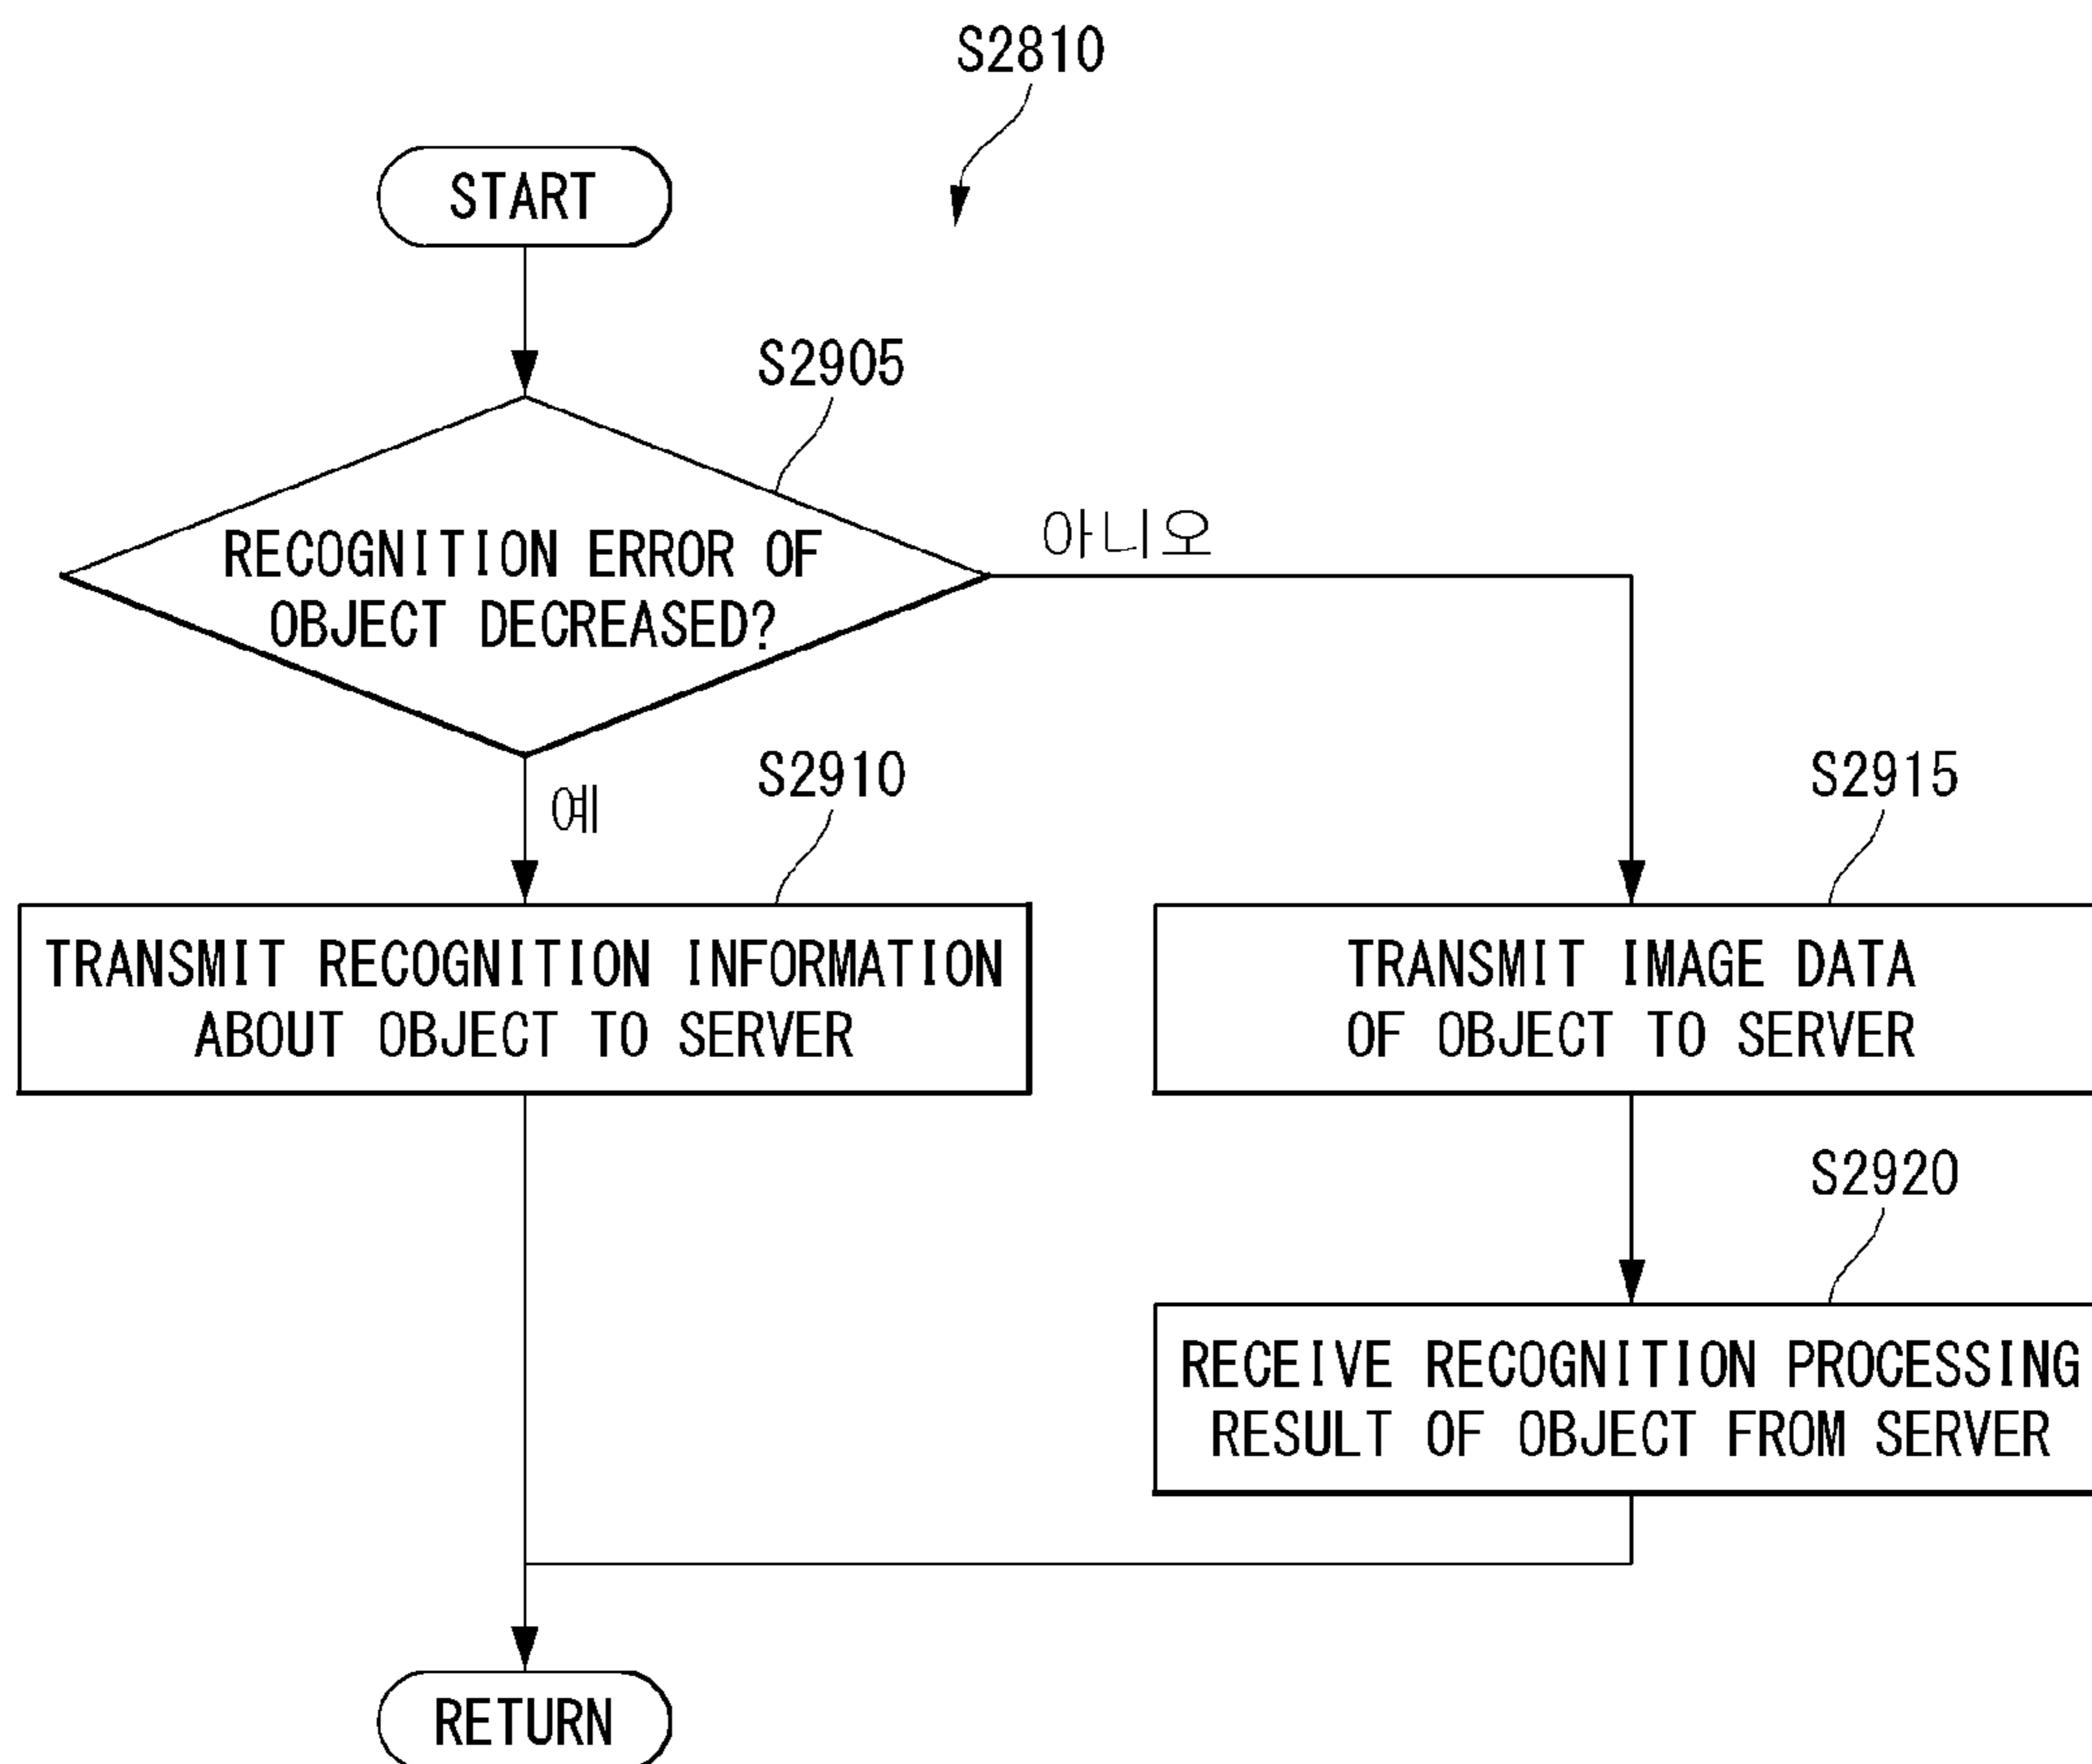 S2810
START
S2905
RECOGNITION ERROR OF
OBJECT DECREASED?
아니오
예
S2910
TRANSMIT RECOGNITION INFORMATION
ABOUT OBJECT TO SERVER
S2915
TRANSMIT IMAGE DATA
OF OBJECT TO SERVER
S2920
RECEIVE RECOGNITION PROCESSING
RESULT OF OBJECT FROM SERVER
RETURN